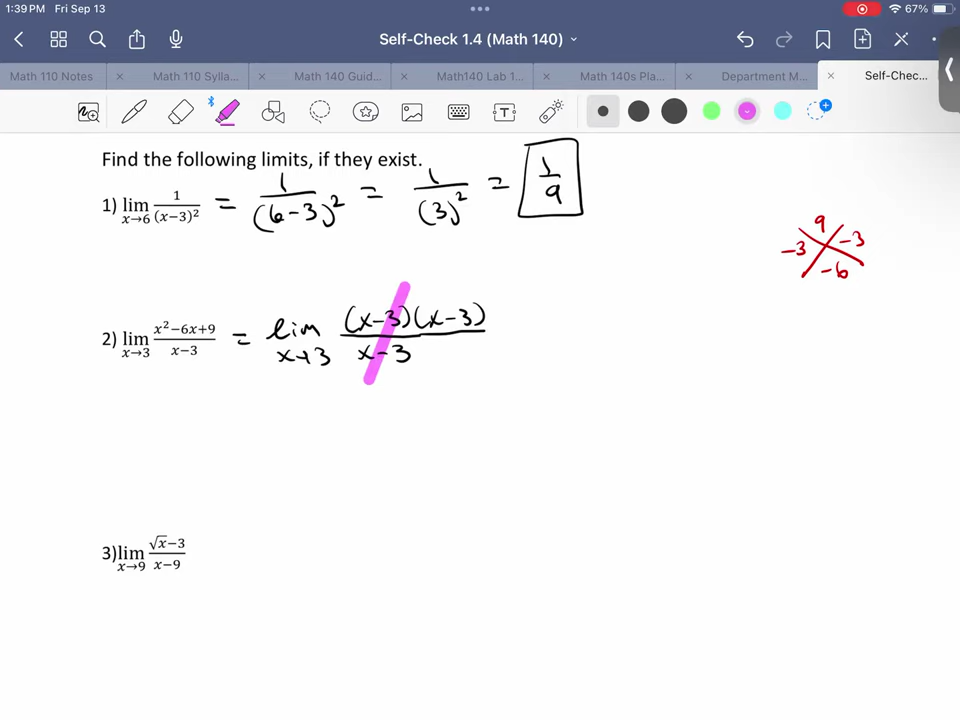 1:39 PM Fri Sep 13 67%
Self-Check 1.4 (Math 140)
Math 110 Notes × Math 110 Sylla... × Math 140 Guid... × Math140 Lab 1... × Math 140s Pla... × Department M... × Self-Chec...
Find the following limits, if they exist.
1) lim x→6 1/(x−3)² = 1/(6−3)² = 1/(3)² = 1/9
9
−3 −3
−6
2) lim x→3 x²−6x+9/x−3 = lim x→3 (x−3)(x−3)/x−3
3)lim x→9 √x−3/x−9